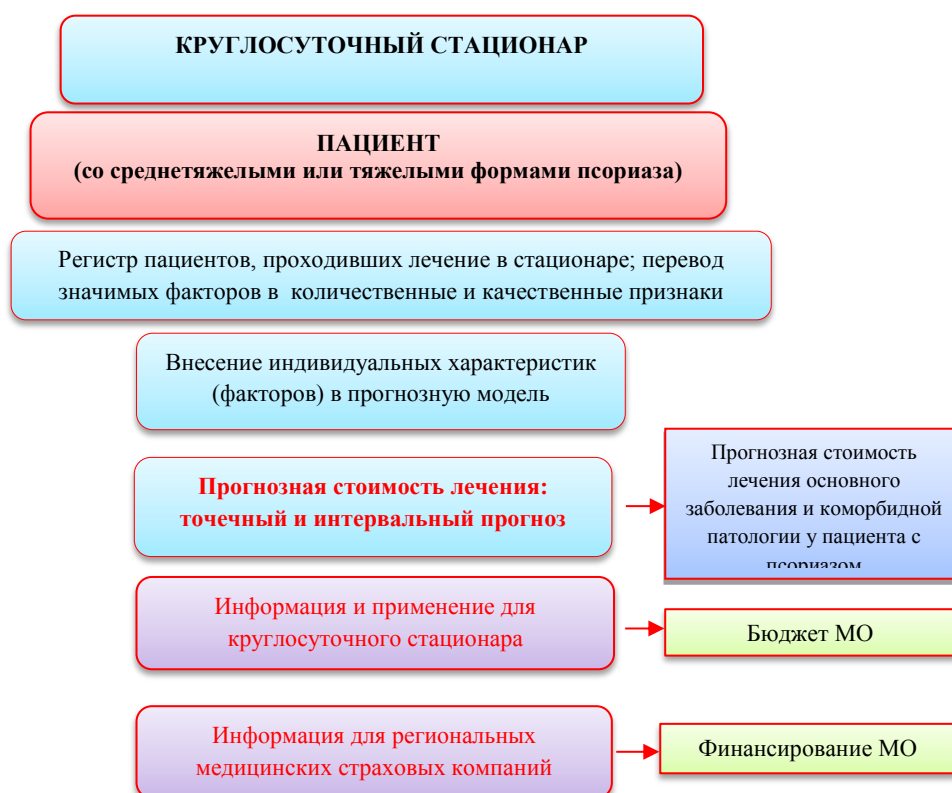 КРУГЛОСУТОЧНЫЙ СТАЦИОНАР
ПАЦИЕНТ
(со среднетяжелыми или тяжелыми формами псориаза)
Регистр пациентов, проходивших лечение в стационаре; перевод
значимых факторов в количественные и качественные признаки
Внесение индивидуальных характеристик
(факторов) в прогнозную модель
Прогнозная стоимость лечения:
точечный и интервальный прогноз
Прогнозная стоимость
лечения основного
заболевания и коморбидной
патологии у пациента с
псориазом
Информация и применение для
круглосуточного стационара
Бюджет МО
Информация для региональных
медицинских страховых компаний
Финансирование МО